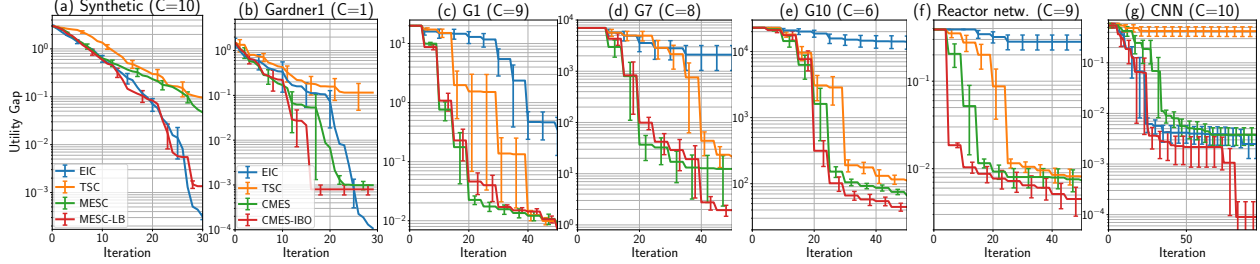 (a) Synthetic (C=10)
(b) Gardner1 (C=1)
(c) G1 (C=9)
(d) G7 (C=8)
(e) G10 (C=6)
(f) Reactor netw. (C=9)
(g) CNN (C=10)
Utility Gap
10^0
10^-1
10^-2
10^-3
EIC
TSC
MESC
MESC-LB
0 10 20 30
Iteration
10^0
10^-1
10^-2
10^-3
10^-4
EIC
TSC
CMES
CMES-IBO
0 10 20 30
Iteration
10^1
10^0
10^-1
10^-2
0 20 40
Iteration
10^4
10^3
10^2
10^1
10^0
0 20 40
Iteration
10^4
10^3
10^2
0 20 40
Iteration
10^-1
10^-2
0 20 40
Iteration
10^0
10^-1
10^-2
10^-3
10^-4
50
Iteration